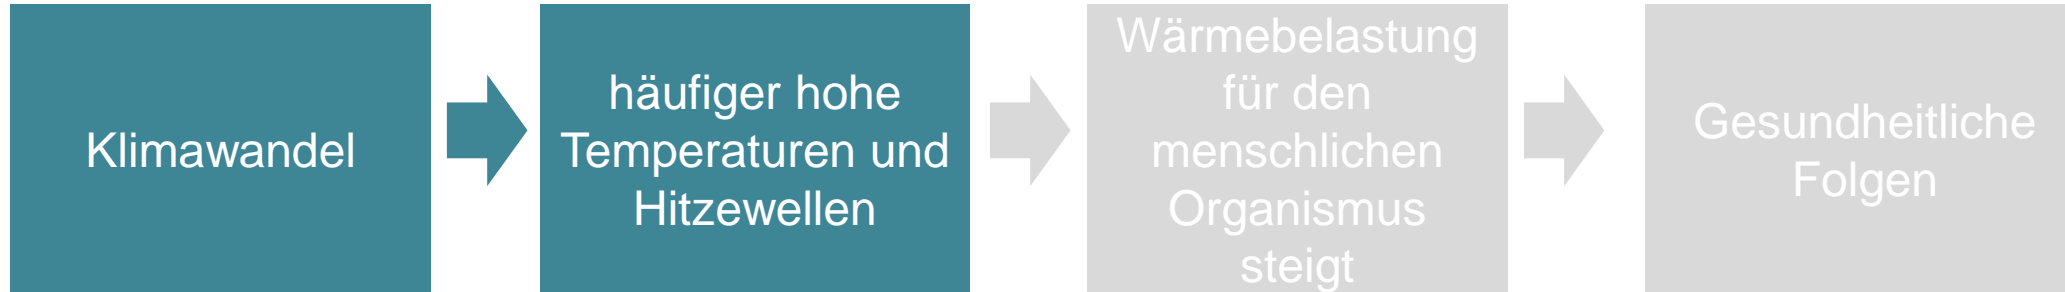 Klimawandel
häufiger hohe
Temperaturen und
Hitzewellen
Wärmebelastung
für den
menschlichen
Organismus
steigt
Gesundheitliche
Folgen